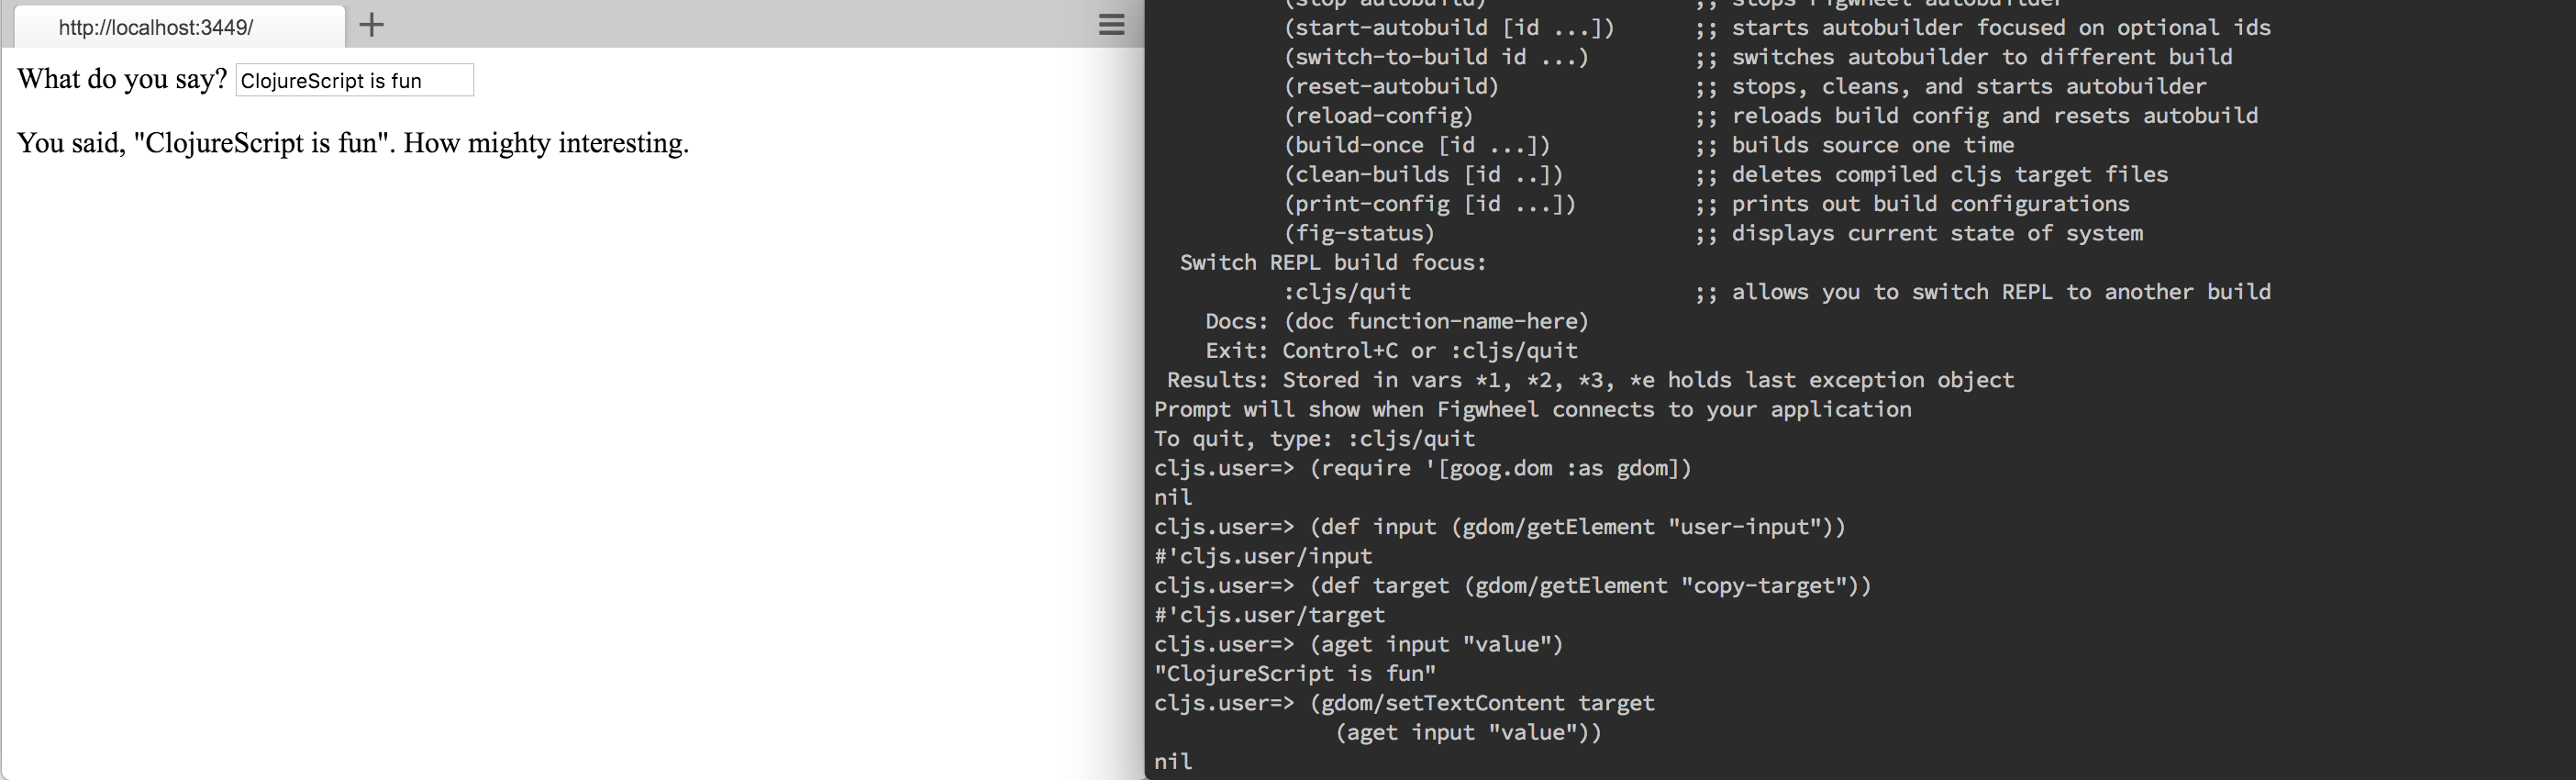 http://localhost:3449/
What do you say? ClojureScript is fun
You said, "ClojureScript is fun". How mighty interesting.
(stop-autobuild) ;; stops Figwheel autobuilder
(start-autobuild [id ...]) ;; starts autobuilder focused on optional ids
(switch-to-build id ...) ;; switches autobuilder to different build
(reset-autobuild) ;; stops, cleans, and starts autobuilder
(reload-config) ;; reloads build config and resets autobuild
(build-once [id ...]) ;; builds source one time
(clean-builds [id ..]) ;; deletes compiled cljs target files
(print-config [id ...]) ;; prints out build configurations
(fig-status) ;; displays current state of system
Switch REPL build focus:
:cljs/quit ;; allows you to switch REPL to another build
Docs: (doc function-name-here)
Exit: Control+C or :cljs/quit
Results: Stored in vars *1, *2, *3, *e holds last exception object
Prompt will show when Figwheel connects to your application
To quit, type: :cljs/quit
cljs.user=> (require '[goog.dom :as gdom])
nil
cljs.user=> (def input (gdom/getElement "user-input"))
#'cljs.user/input
cljs.user=> (def target (gdom/getElement "copy-target"))
#'cljs.user/target
cljs.user=> (aget input "value")
"ClojureScript is fun"
cljs.user=> (gdom/setTextContent target
(aget input "value"))
nil